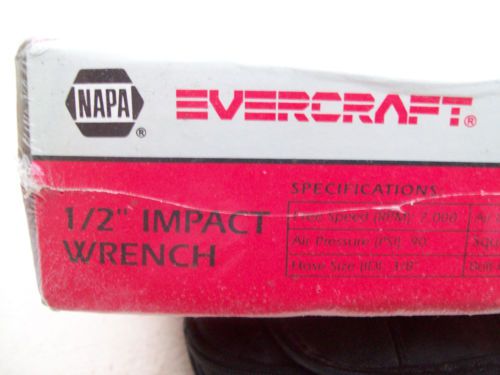 NAPA ®
EVERCRAFT®
SPECIFICATIONS:
1/2" IMPACT
WRENCH
Free Speed (RPM): 7,000
Air Pressure (PSI): 90
Hose Size (ID): 3/8